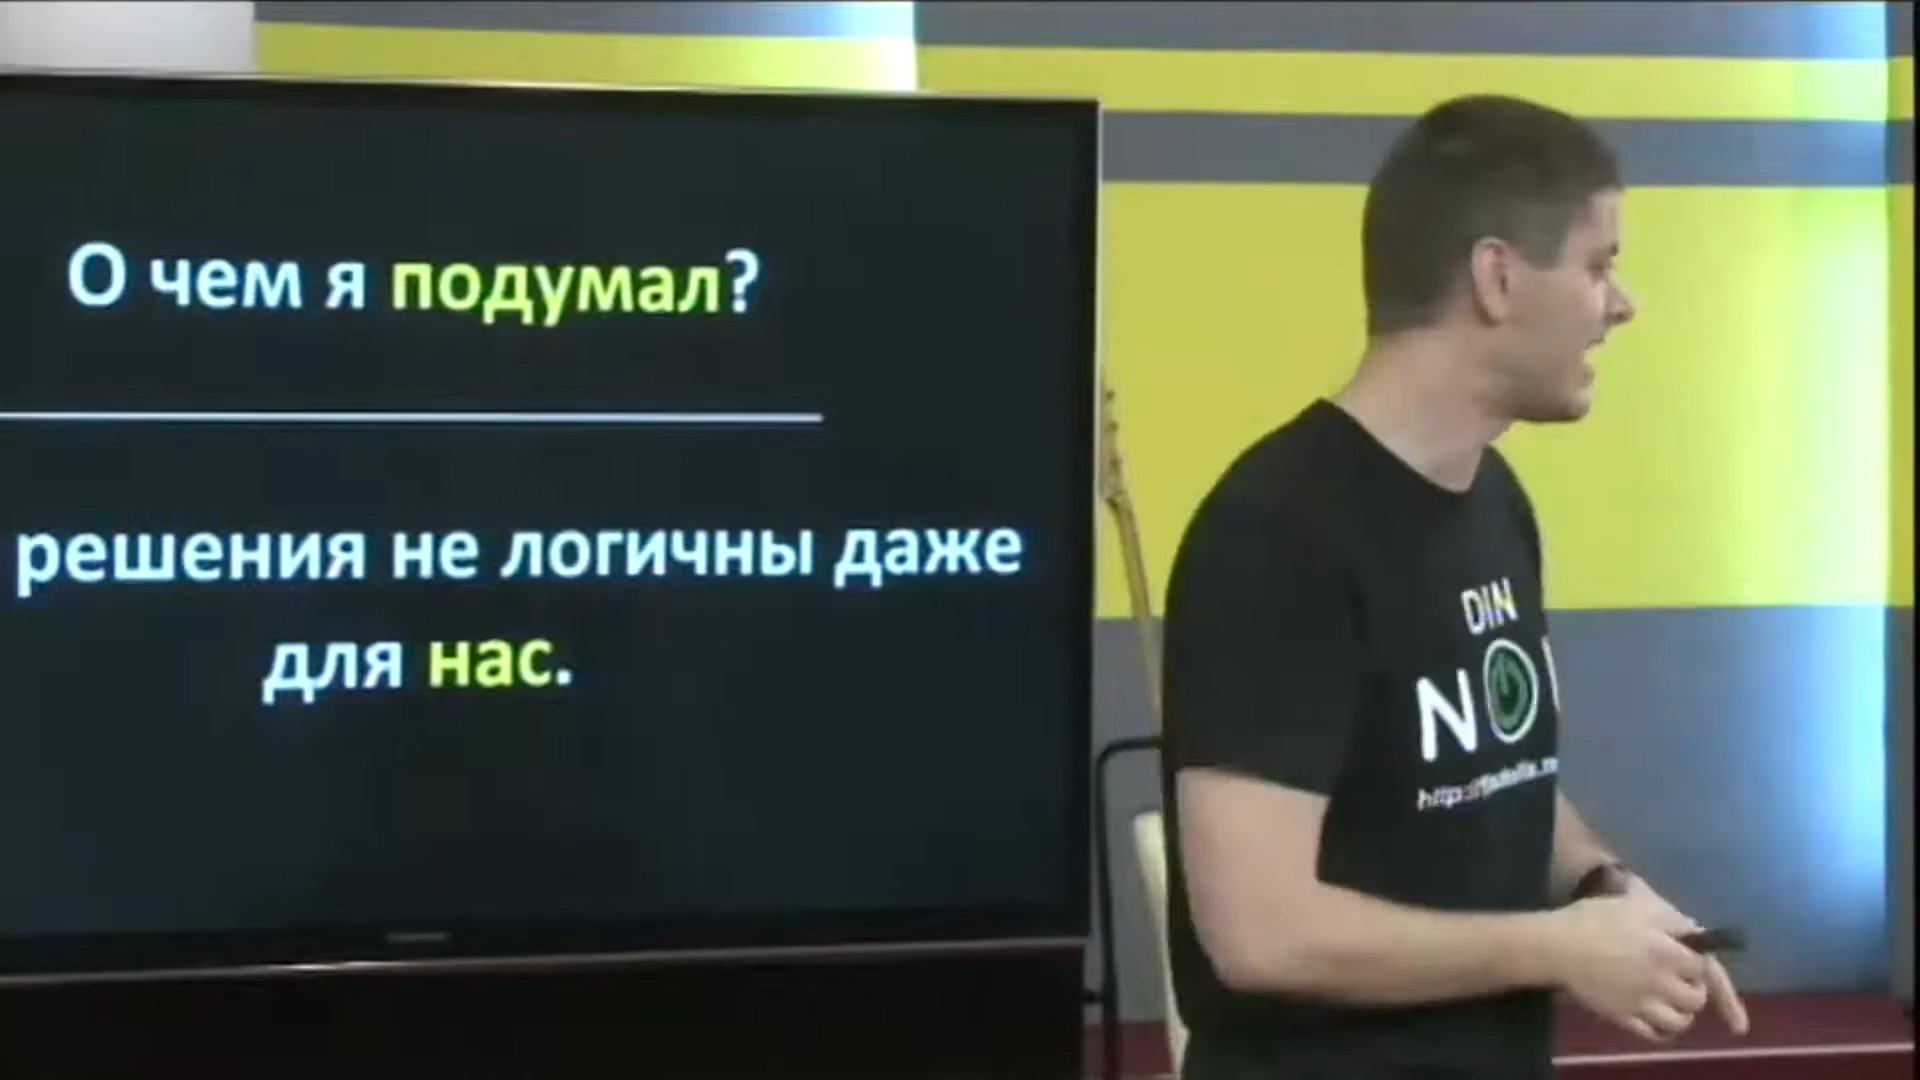 О чем я подумал?
решения не логичны даже
для нас.
DIN
NO